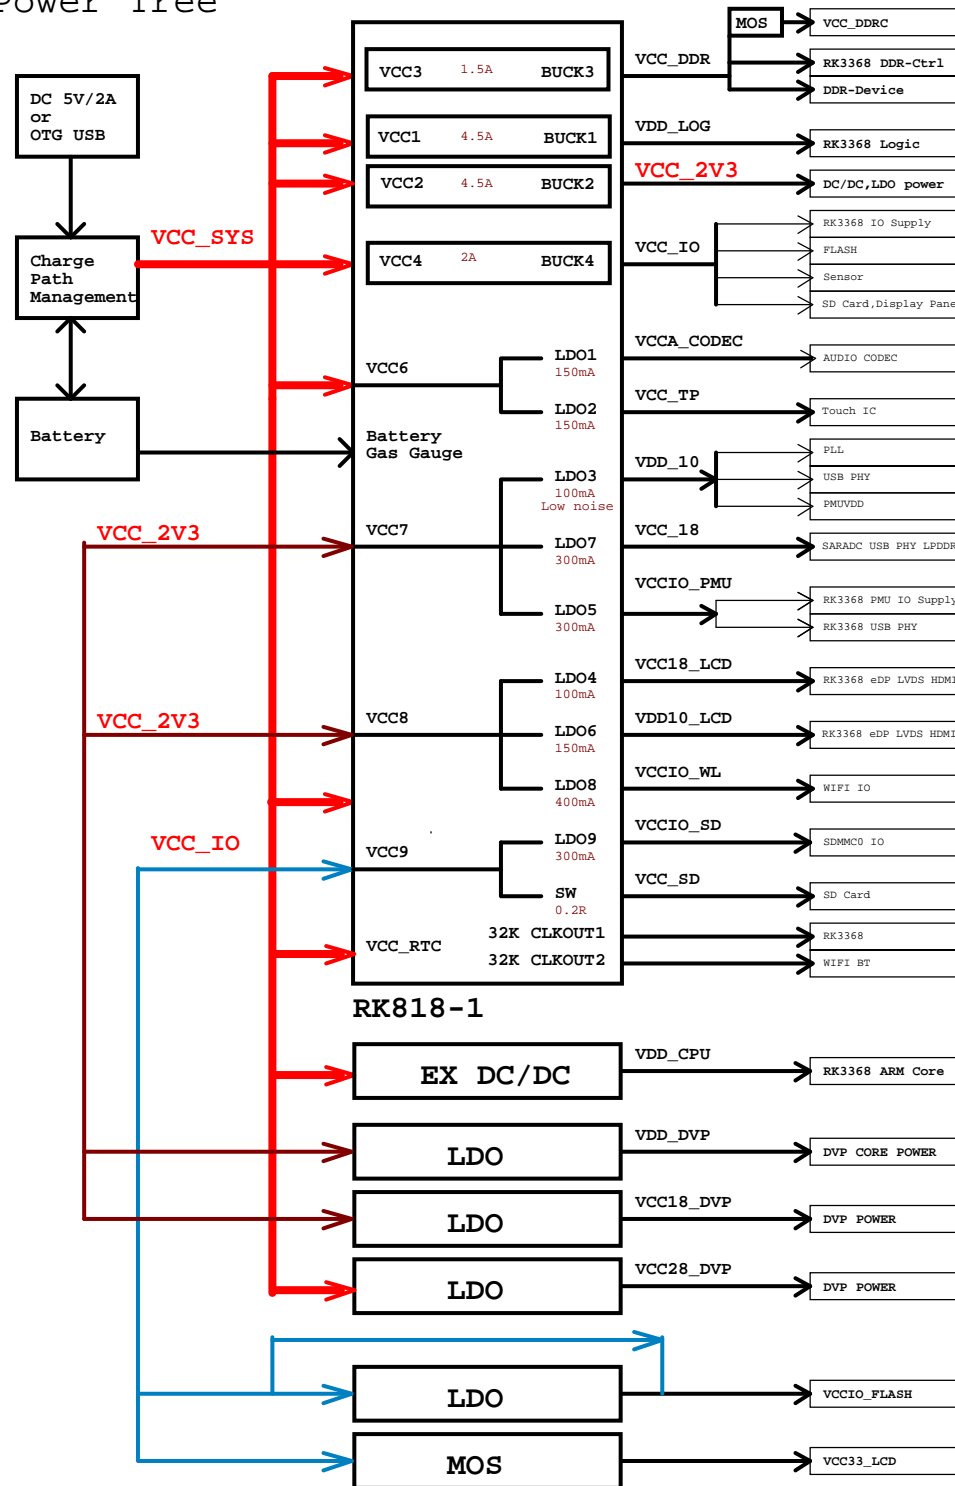 Power Tree
DC 5V/2A
or
OTG USB
Charge
Path
Management
Battery
VCC_SYS
VCC_2V3
VCC_2V3
VCC_IO
VCC3 1.5A BUCK3
VCC1 4.5A BUCK1
VCC2 4.5A BUCK2
VCC4 2A BUCK4
VCC6
LDO1
150mA
LDO2
150mA
Battery
Gas Gauge
LDO3
100mA
Low noise
VCC7
LDO7
300mA
LDO5
300mA
LDO4
100mA
VCC8
LDO6
150mA
LDO8
400mA
LDO9
300mA
VCC9
SW
0.2R
VCC_RTC
32K CLKOUT1
32K CLKOUT2
RK818-1
EX DC/DC
LDO
LDO
LDO
LDO
MOS
VCC_DDR
MOS
VCC_DDRC
RK3368 DDR-Ctrl
DDR-Device
VDD_LOG
RK3368 Logic
VCC_2V3
DC/DC,LDO power
VCC_IO
RK3368 IO Supply
FLASH
Sensor
SD Card,Display Pane
VCCA_CODEC
AUDIO CODEC
VCC_TP
Touch IC
VDD_10
PLL
USB PHY
PMUVDD
VCC_18
SARADC USB PHY LPDDR
VCCIO_PMU
RK3368 PMU IO Supply
RK3368 USB PHY
VCC18_LCD
RK3368 eDP LVDS HDMI
VDD10_LCD
RK3368 eDP LVDS HDMI
VCCIO_WL
WIFI IO
VCCIO_SD
SDMMC0 IO
VCC_SD
SD Card
RK3368
WIFI BT
VDD_CPU
RK3368 ARM Core
VDD_DVP
DVP CORE POWER
VCC18_DVP
DVP POWER
VCC28_DVP
DVP POWER
VCCIO_FLASH
VCC33_LCD